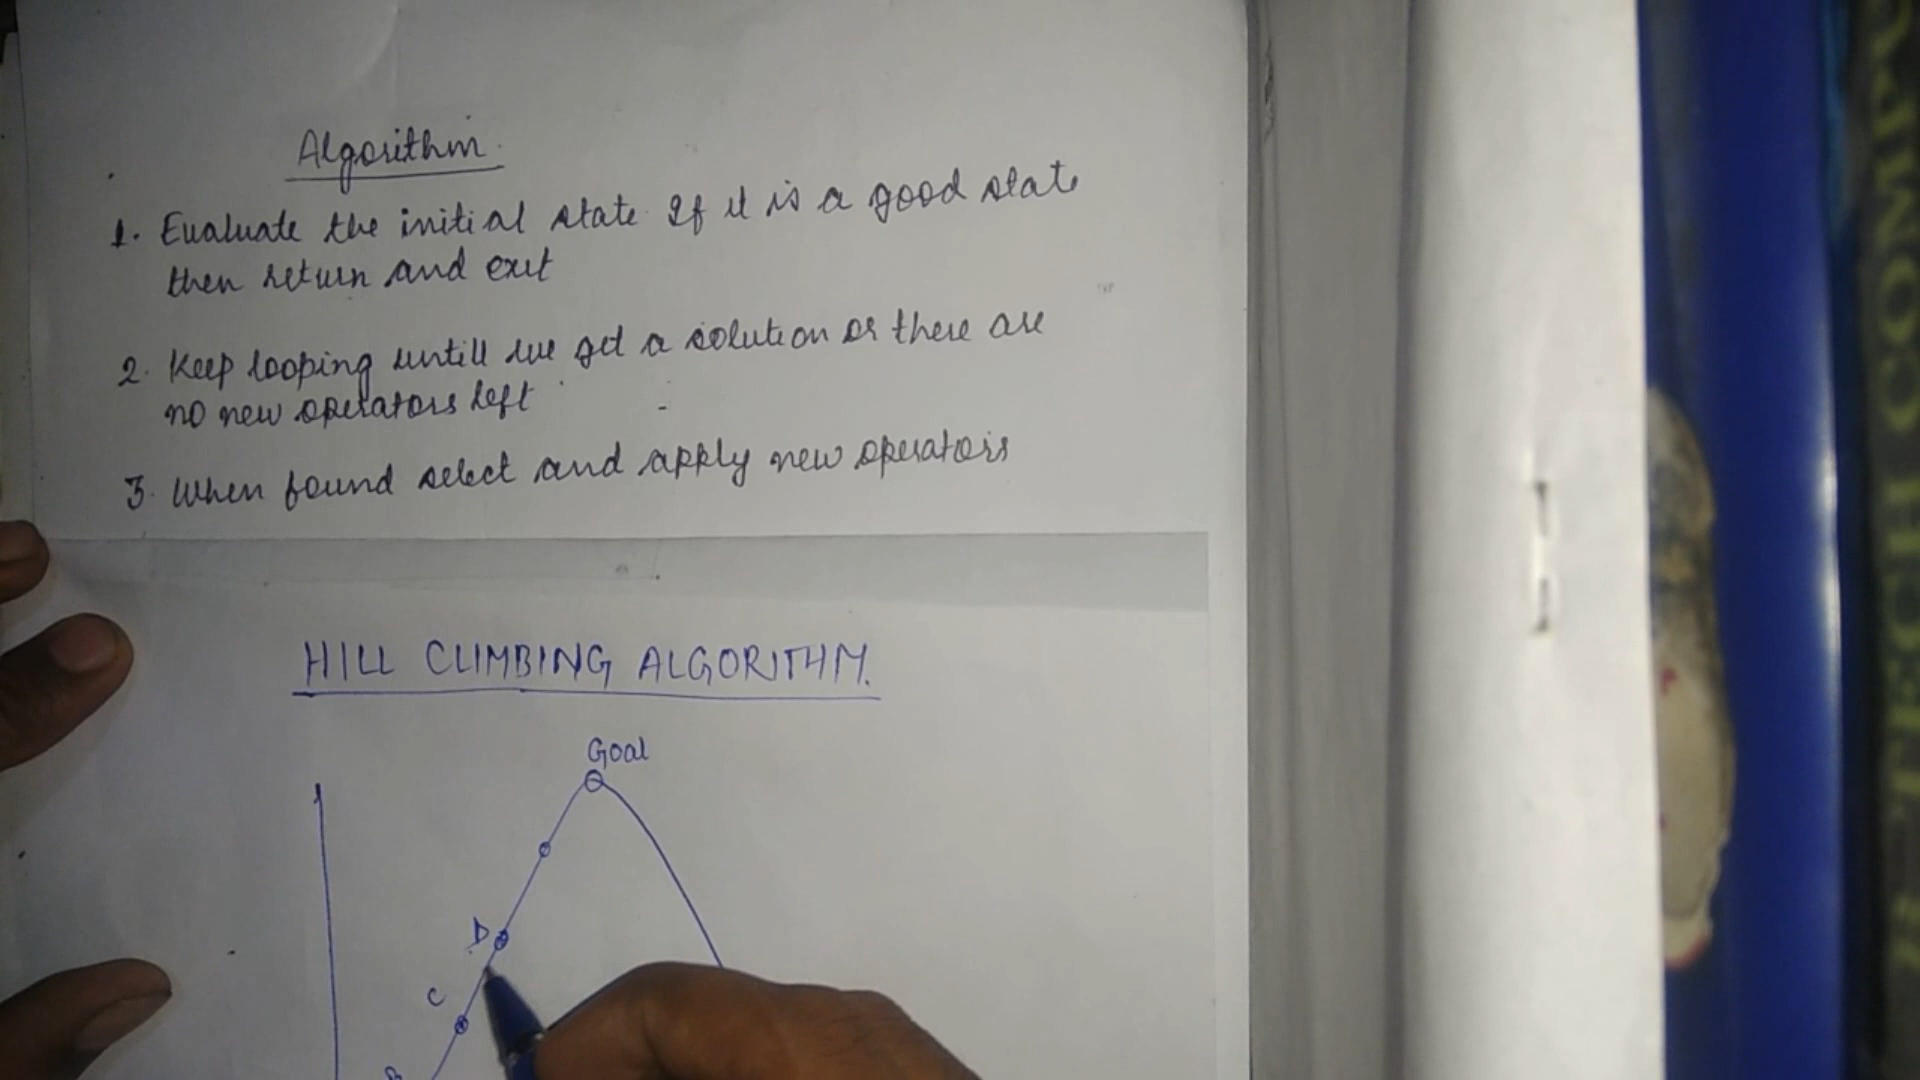 Algorithm
1. Evaluate the initial state If it is a good state
then return and exit
2. Keep looping untill we get a solution or there are
no new operators left
3. When found select and apply new operators
HILL CLIMBING ALGORITHM.
Goal
D
C
B